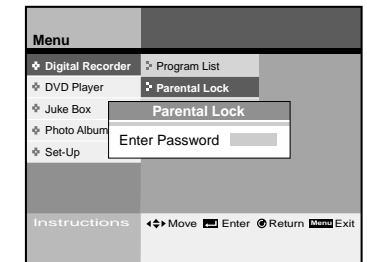 Menu
Digital Recorder
Program List
DVD Player
Parental Lock
Juke Box
Parental Lock
Photo Album
Enter Password
Set-Up
Instructions Move Enter Return Menu Exit